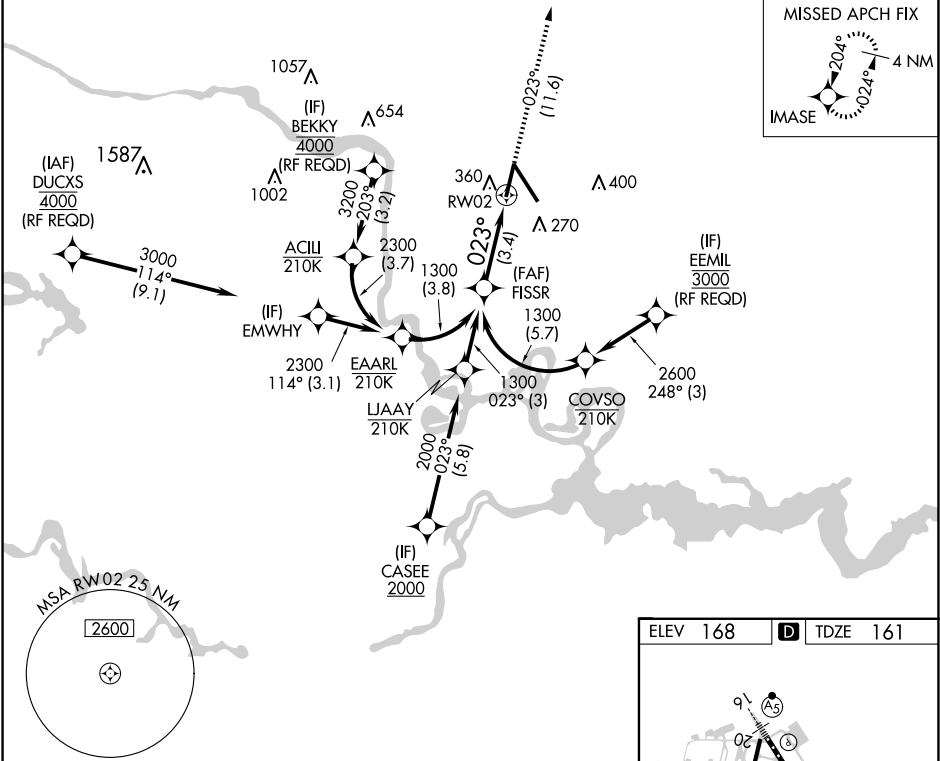 MISSED APCH FIX
204°
4 NM
024°
IMASE
1057
(IF)
BEKKY
4000
(RF REQD)
654
1587
1002
(IAF)
DUCXS
4000
(RF REQD)
3000
114°
(9.1)
3200
203°
(3.2)
ACILI
210K
2300
(3.7)
1300
(3.8)
(IF)
EMWHY
2300
114° (3.1)
EAARL
210K
023°
(11.6)
360
RW02
400
270
023°
(3.4)
(FAF)
FISSR
1300
(5.7)
(IF)
EEMIL
3000
(RF REQD)
2600
248° (3)
COVSO
210K
1300
023° (3)
LJAAY
210K
2000
023°
(5.8)
(IF)
CASEE
2000
MSA RW02 25 NM
2600
ELEV 168
D
TDZE 161
16
A5
20